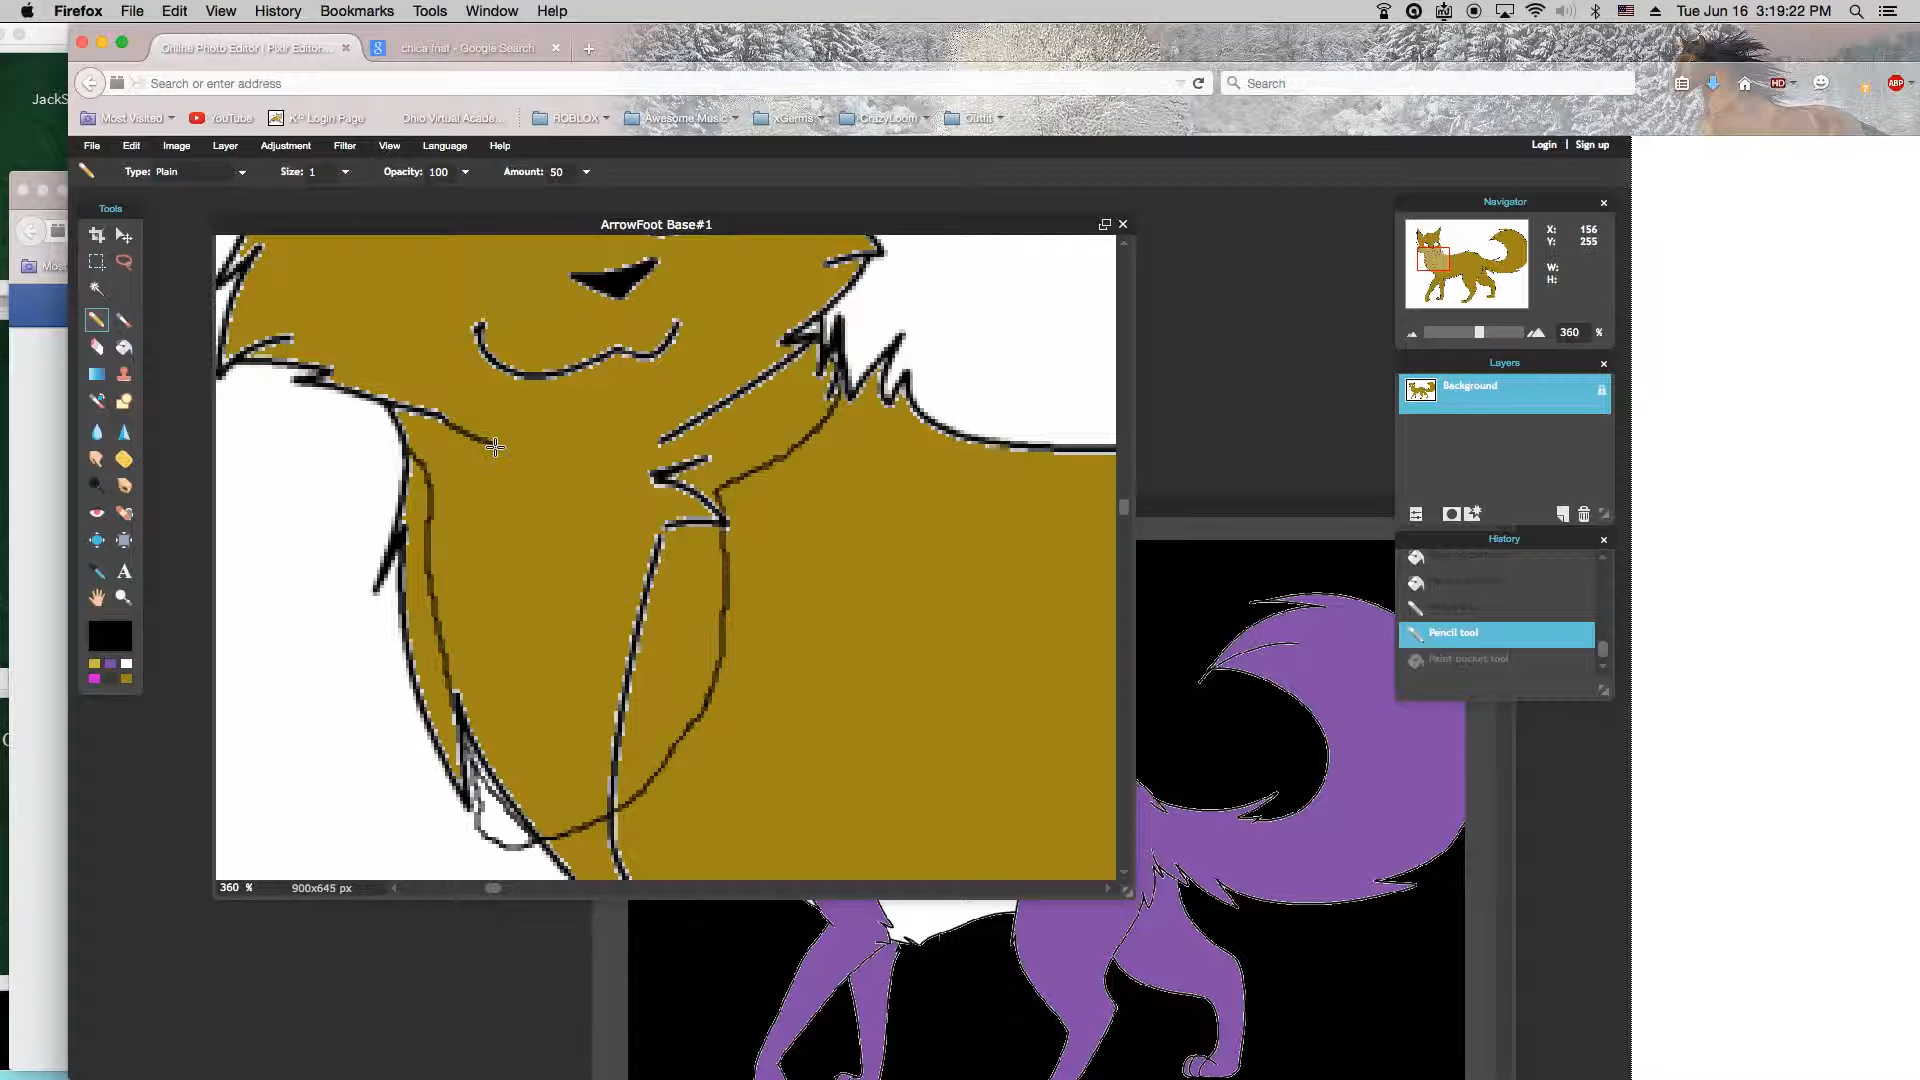 Firefox File Edit View History Bookmarks Tools Window Help Tue Jun 16 3:19:22 PM
Online Photo Editor | Pixlr Editor... chica fnaf - Google Search
JackS
Search or enter address Search
Most Visited YouTube K¹² Login Page Ohio Virtual Acade... ROBLOX Awesome Music xGerms CrazyLoom Outfit
File Edit Image Layer Adjustment Filter View Language Help Login | Sign up
Type: Plain Size: 1 Opacity: 100 Amount: 50
Tools
ArrowFoot Base#1
Navigator
X: 156
Y: 255
W:
H:
360 %
Layers
Background
History
Pencil tool
Paint bucket tool
Most
A
360 % 900x645 px
HD
ABP